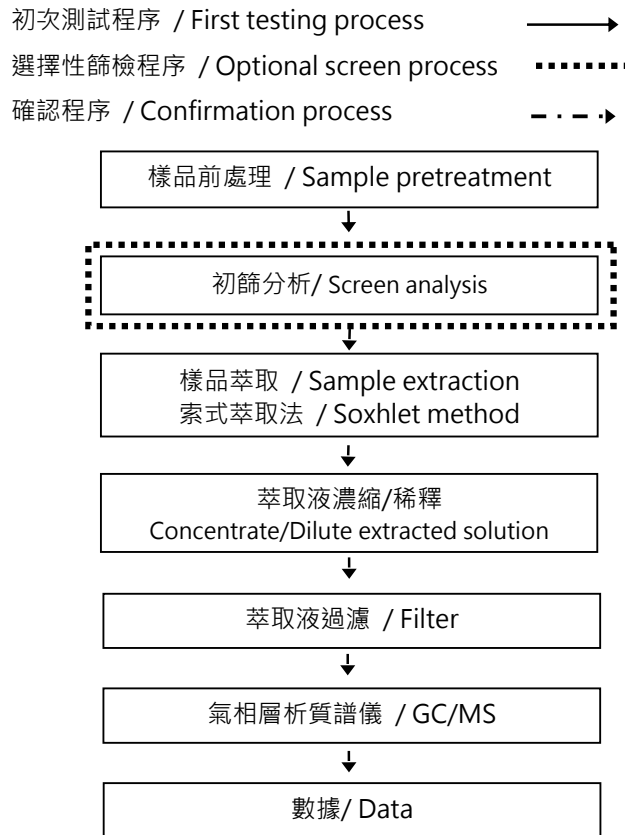 初次測試程序 / First testing process
選擇性篩檢程序 / Optional screen process
確認程序 / Confirmation process
樣品前處理 / Sample pretreatment
初篩分析/ Screen analysis
樣品萃取 / Sample extraction
索式萃取法 / Soxhlet method
萃取液濃縮/稀釋
Concentrate/Dilute extracted solution
萃取液過濾 / Filter
氣相層析質譜儀 / GC/MS
數據/ Data